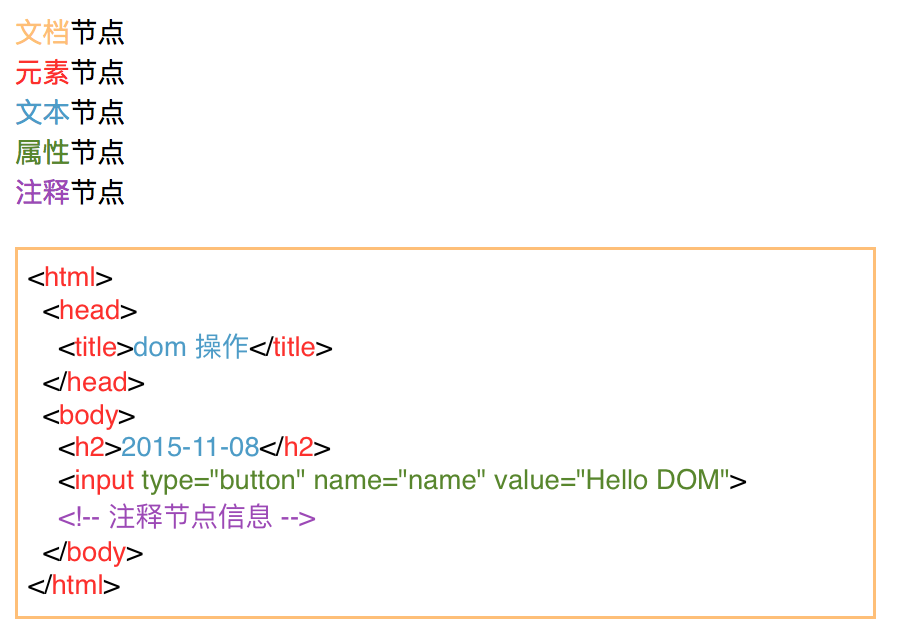 文档节点
元素节点
文本节点
属性节点
注释节点
<html>
<head>
<title>dom 操作</title>
</head>
<body>
<h2>2015-11-08</h2>
<input type="button" name="name" value="Hello DOM">
<!-- 注释节点信息 -->
</body>
</html>